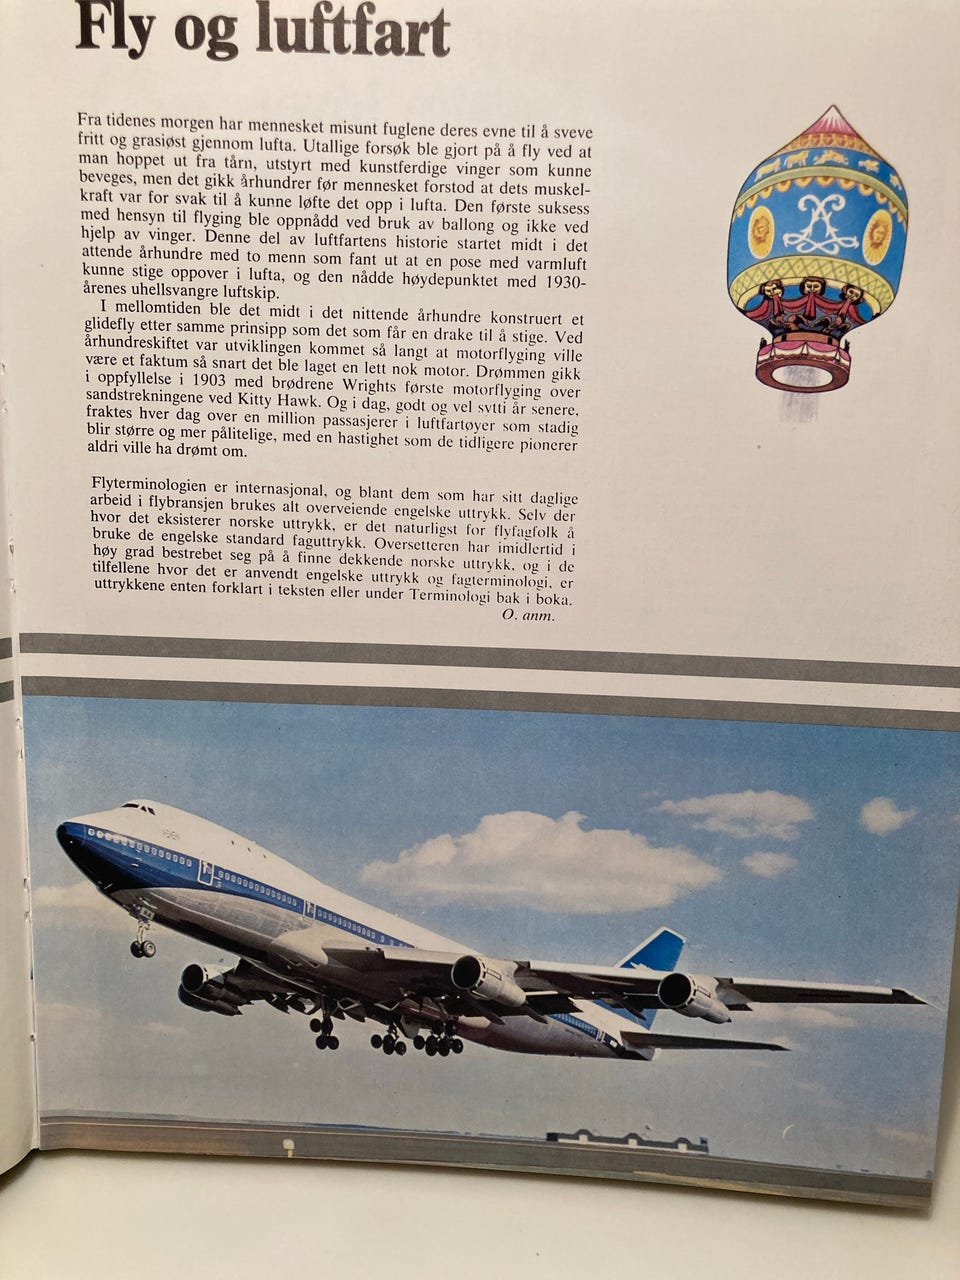 Fly og luftfart
Fra tidenes morgen har mennesket misunt fuglene deres evne til å sveve
fritt og grasiøst gjennom lufta. Utallige forsøk ble gjort på å fly ved at
man hoppet ut fra tårn, utstyrt med kunstferdige vinger som kunne
beveges, men det gikk århundrer før mennesket forstod at dets muskel-
kraft var for svak til å kunne løfte det opp i lufta. Den første suksess
med hensyn til flyging ble oppnådd ved bruk av ballong og ikke ved
hjelp av vinger. Denne del av luftfartens historie startet midt i det
attende århundre med to menn som fant ut at en pose med varmluft
kunne stige oppover i lufta, og den nådde høydepunktet med 1930-
årenes uhellsvangre luftskip.
I mellomtiden ble det midt i det nittende århundre konstruert et
glidefly etter samme prinsipp som det som får en drake til å stige. Ved
århundreskiftet var utviklingen kommet så langt at motorflyging ville
være et faktum så snart det ble laget en lett nok motor. Drømmen gikk
i oppfyllelse i 1903 med brødrene Wrights første motorflyging over
sandstrekningene ved Kitty Hawk. Og i dag, godt og vel sytti år senere,
fraktes hver dag over en million passasjerer i luftfartøyer som stadig
blir større og mer pålitelige, med en hastighet som de tidligere pionerer
aldri ville ha drømt om.
Flyterminologien er internasjonal, og blant dem som har sitt daglige
arbeid i flybransjen brukes alt overveiende engelske uttrykk. Selv der
hvor det eksisterer norske uttrykk, er det naturligst for flyfagfolk å
bruke de engelske standard faguttrykk. Oversetteren har imidlertid i
høy grad bestrebet seg på å finne dekkende norske uttrykk, og i de
tilfellene hvor det er anvendt engelske uttrykk og fagterminologi, er
uttrykkene enten forklart i teksten eller under Terminologi bak i boka.
O. anm.